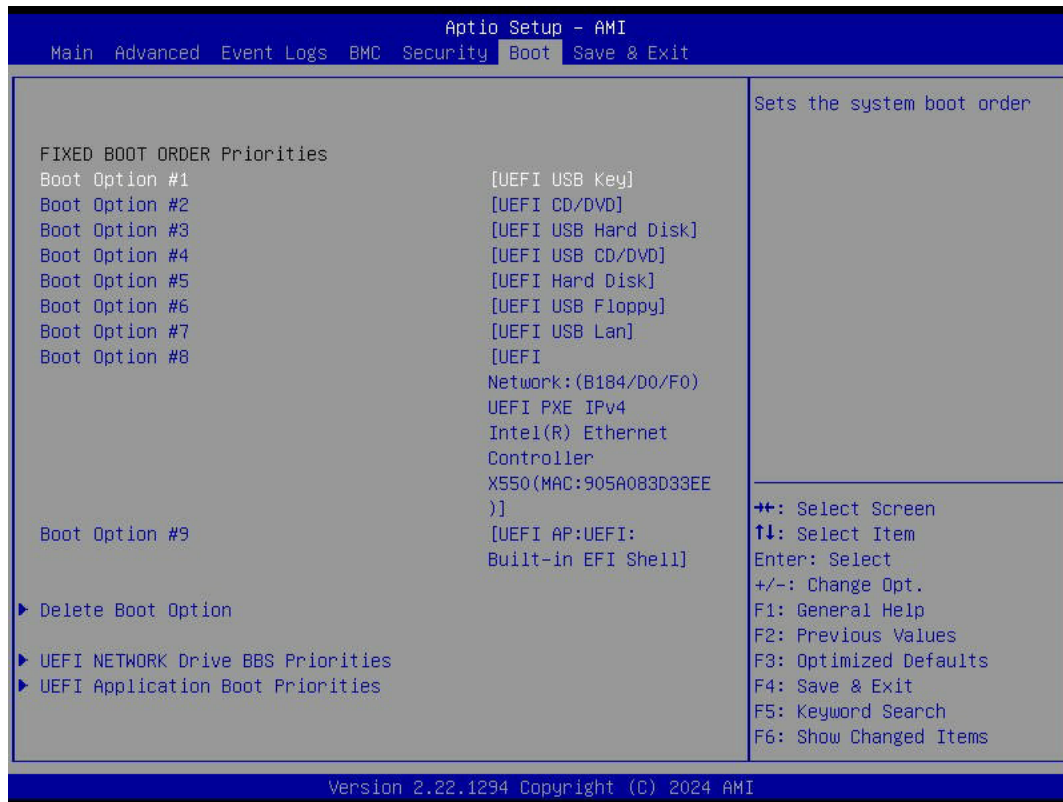 Aptio Setup – AMI
Main Advanced Event Logs BMC Security Boot Save & Exit
Sets the system boot order
FIXED BOOT ORDER Priorities
Boot Option #1 [UEFI USB Key]
Boot Option #2 [UEFI CD/DVD]
Boot Option #3 [UEFI USB Hard Disk]
Boot Option #4 [UEFI USB CD/DVD]
Boot Option #5 [UEFI Hard Disk]
Boot Option #6 [UEFI USB Floppy]
Boot Option #7 [UEFI USB Lan]
Boot Option #8 [UEFI
Network:(B184/D0/F0)
UEFI PXE IPv4
Intel(R) Ethernet
Controller
X550(MAC:905A083D33EE
)]
Boot Option #9 [UEFI AP:UEFI:
Built-in EFI Shell]
▶ Delete Boot Option
▶ UEFI NETWORK Drive BBS Priorities
▶ UEFI Application Boot Priorities
→←: Select Screen
↑↓: Select Item
Enter: Select
+/-: Change Opt.
F1: General Help
F2: Previous Values
F3: Optimized Defaults
F4: Save & Exit
F5: Keyword Search
F6: Show Changed Items
Version 2.22.1294 Copyright (C) 2024 AMI